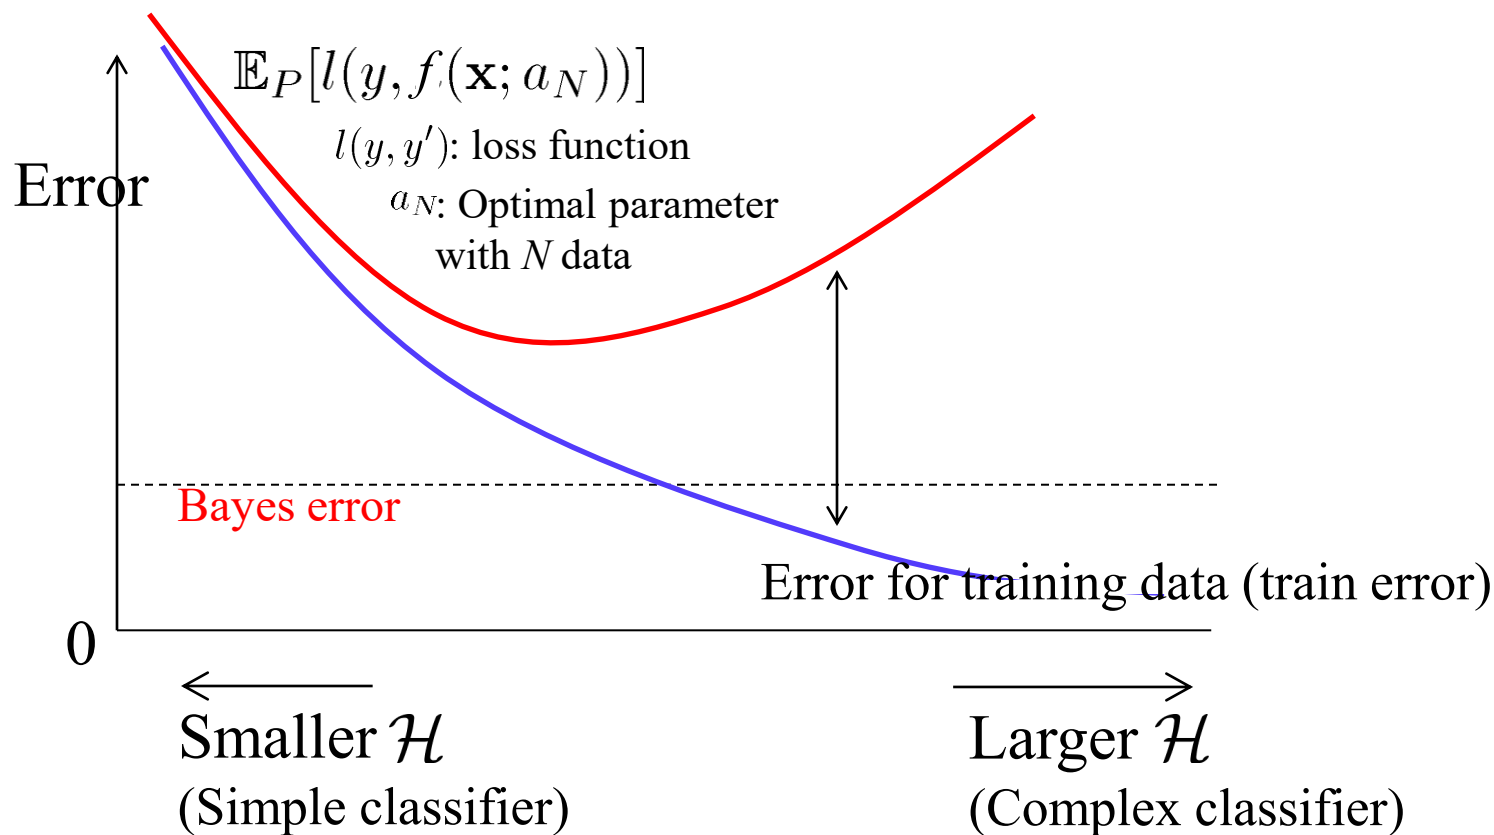 𝔼_P[l(y, f(𝐱; a_N))]
l(y, y′): loss function
Error
a_N: Optimal parameter
with N data
Bayes error
Error for training data (train error)
0
Smaller ℋ
(Simple classifier)
Larger ℋ
(Complex classifier)